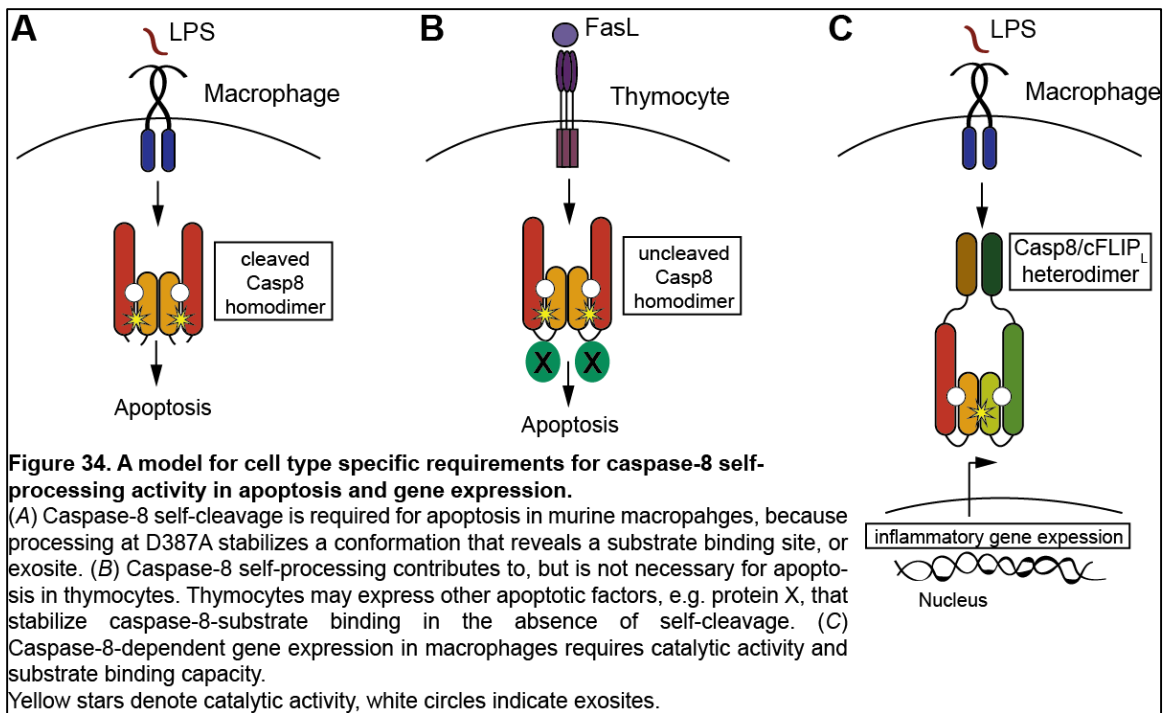 A
LPS
Macrophage
cleaved
Casp8
homodimer
Apoptosis
B
FasL
Thymocyte
uncleaved
Casp8
homodimer
X
X
Apoptosis
C
LPS
Macrophage
Casp8/cFLIPL
heterodimer
inflammatory gene expession
Nucleus
Figure 34. A model for cell type specific requirements for caspase-8 self-
processing activity in apoptosis and gene expression.
(A) Caspase-8 self-cleavage is required for apoptosis in murine macropahges, because
processing at D387A stabilizes a conformation that reveals a substrate binding site, or
exosite. (B) Caspase-8 self-processing contributes to, but is not necessary for apopto-
sis in thymocytes. Thymocytes may express other apoptotic factors, e.g. protein X, that
stabilize caspase-8-substrate binding in the absence of self-cleavage. (C)
Caspase-8-dependent gene expression in macrophages requires catalytic activity and
substrate binding capacity.
Yellow stars denote catalytic activity, white circles indicate exosites.